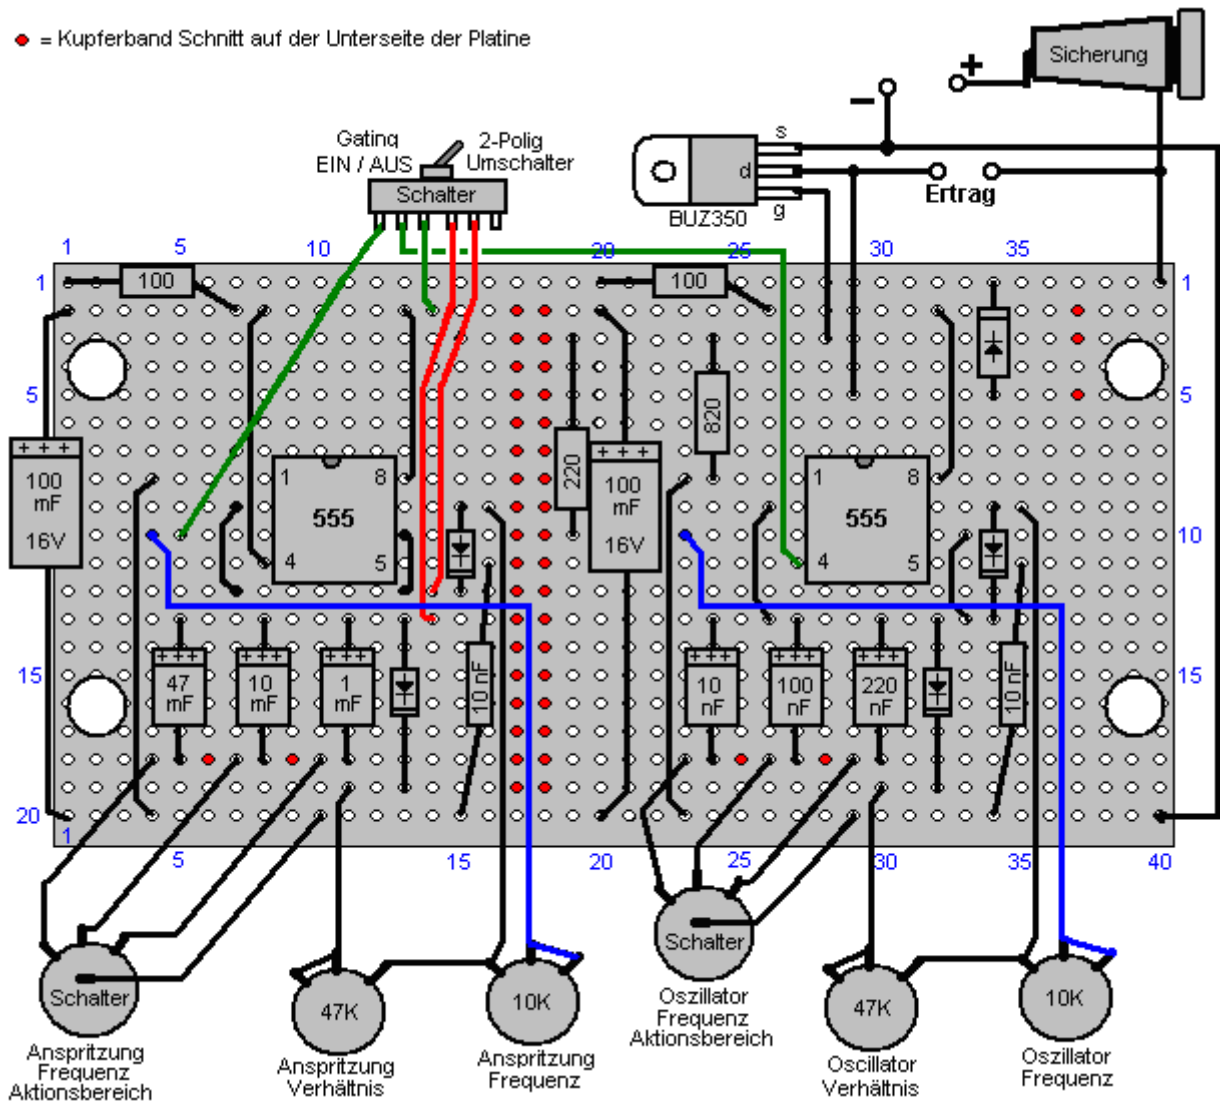 = Kupferband Schnitt auf der Unterseite der Platine
Sicherung
+
−
Gating
EIN / AUS
2-Polig
Umschalter
Schalter
s
d
g
BUZ350
Ertrag
1 5 10 20 25 30 35
1 100 100 1
5 5
820
220
100
mF
16V
1 8
555
4 5
100
mF
16V
1 8
555
4 5
10
15 15
47
mF
10
mF
1
mF
10 nF
10
nF
100
nF
220
nF
10 nF
20
1 5 15 20 25 30 35 40
Schalter
Anspritzung
Frequenz
Aktionsbereich
47K
Anspritzung
Verhältnis
10K
Anspritzung
Frequenz
Schalter
Oszillator
Frequenz
Aktionsbereich
47K
Oscillator
Verhältnis
10K
Oszillator
Frequenz